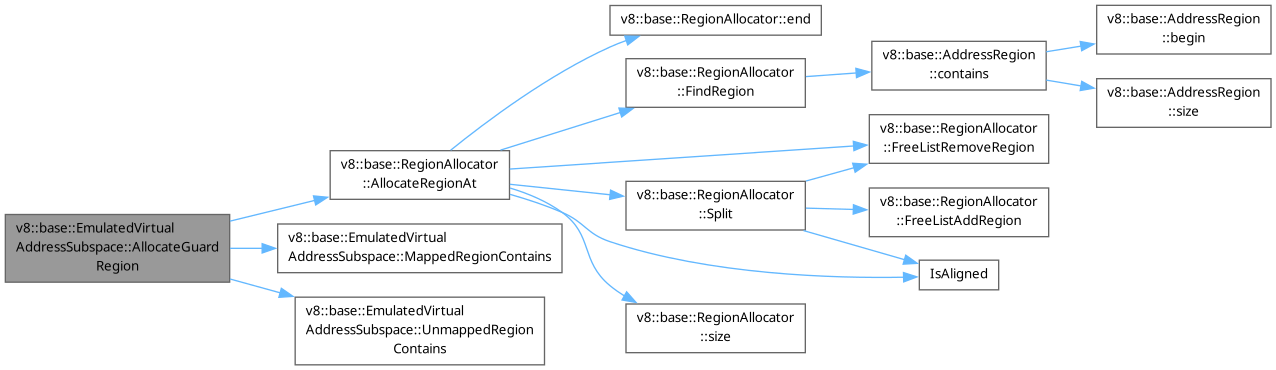 v8::base::EmulatedVirtual
AddressSubspace::AllocateGuard
Region
v8::base::RegionAllocator
::AllocateRegionAt
v8::base::EmulatedVirtual
AddressSubspace::MappedRegionContains
v8::base::EmulatedVirtual
AddressSubspace::UnmappedRegion
Contains
v8::base::RegionAllocator::end
v8::base::RegionAllocator
::FindRegion
v8::base::RegionAllocator
::Split
v8::base::RegionAllocator
::size
v8::base::AddressRegion
::contains
v8::base::RegionAllocator
::FreeListRemoveRegion
v8::base::RegionAllocator
::FreeListAddRegion
IsAligned
v8::base::AddressRegion
::begin
v8::base::AddressRegion
::size